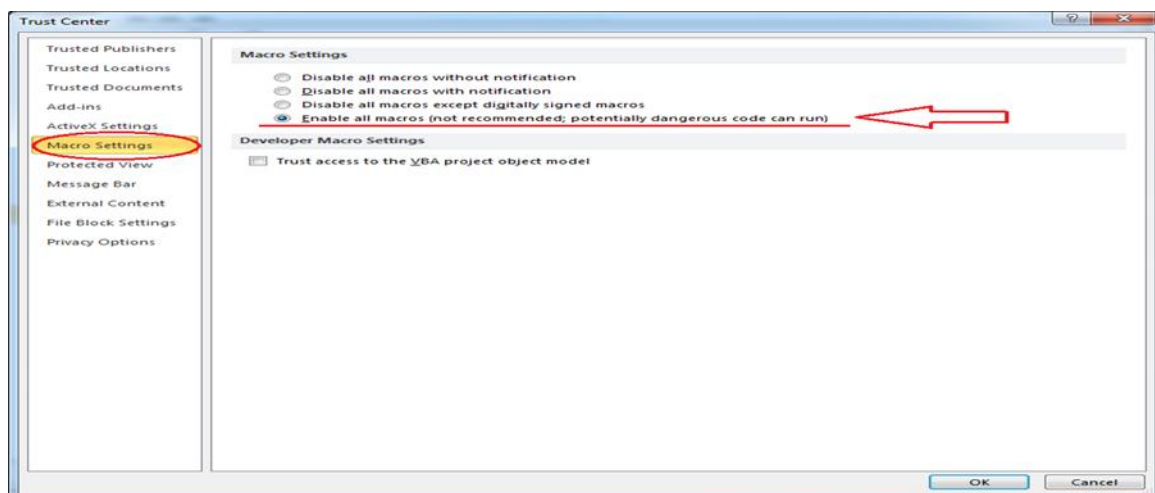 Trust Center
Trusted Publishers
Trusted Locations
Trusted Documents
Add-ins
ActiveX Settings
Macro Settings
Protected View
Message Bar
External Content
File Block Settings
Privacy Options
Macro Settings
Disable all macros without notification
Disable all macros with notification
Disable all macros except digitally signed macros
Enable all macros (not recommended; potentially dangerous code can run)
Developer Macro Settings
Trust access to the VBA project object model
OK
Cancel